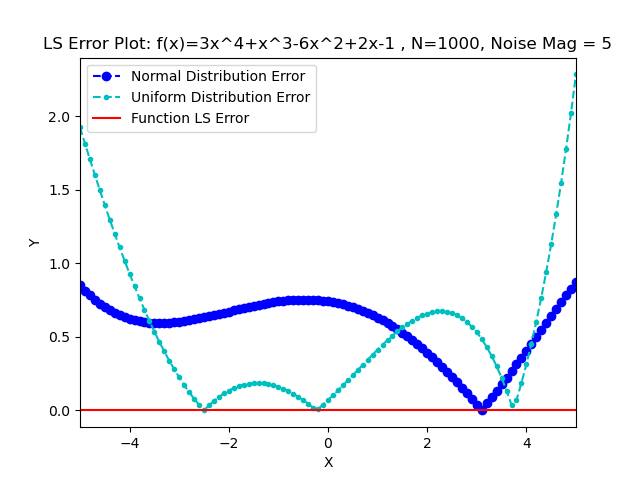 LS Error Plot: f(x)=3x^4+x^3-6x^2+2x-1 , N=1000, Noise Mag = 5
Normal Distribution Error
Uniform Distribution Error
Function LS Error
2.0
1.5
1.0
0.5
0.0
Y
−4 −2 0 2 4
X